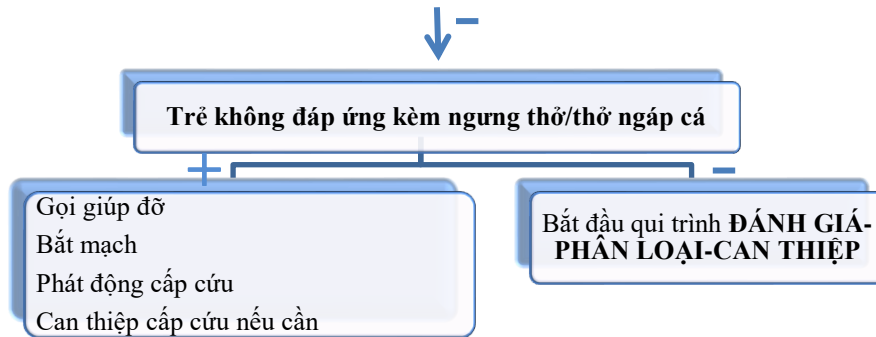 Trẻ không đáp ứng kèm ngưng thở/thở ngáp cá
Gọi giúp đỡ
Bắt mạch
Phát động cấp cứu
Can thiệp cấp cứu nếu cần
Bắt đầu qui trình ĐÁNH GIÁ-
PHÂN LOẠI-CAN THIỆP